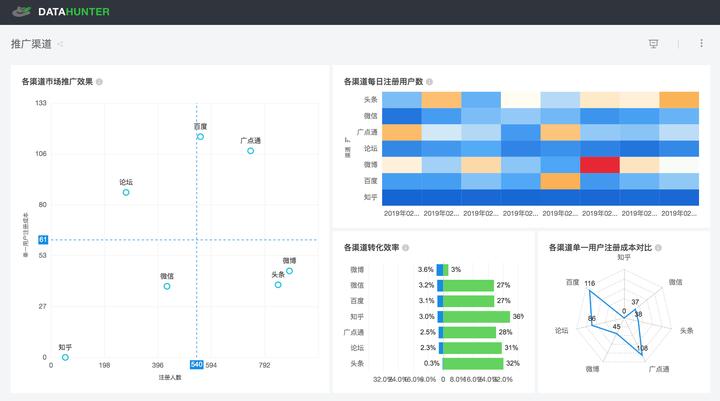 DATAHUNTER
推广渠道
各渠道市场推广效果
133
106
80
61
53
27
0
单一用户注册成本
百度
广点通
论坛
微博
微信
头条
知乎
0 198 396 540 594 792
注册人数
各渠道每日注册用户数
渠道
头条
微信
广点通
论坛
微博
百度
知乎
2019年02... 2019年02... 2019年02... 2019年02... 2019年02... 2019年02... 2019年02... 2019年02...
各渠道转化效率
微博 3.6% 3%
微信 3.2% 27%
百度 3.1% 27%
知乎 3.0% 36%
广点通 2.5% 28%
论坛 2.3% 31%
头条 0.3% 32%
32.0% 24.0% 16.0% 8.0% 0 8.0% 16.0% 24.0% 32.0%
各渠道单一用户注册成本对比
知乎
百度 116
微信
37
0
86 38
论坛
头条
45
108
微博
广点通